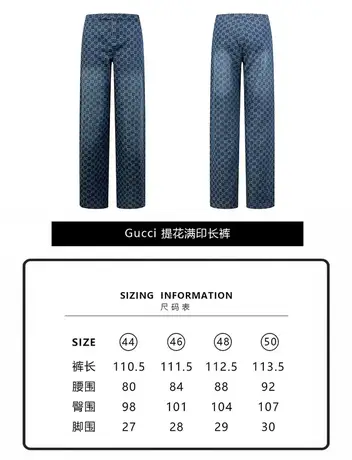 Gucci 提花满印长裤
SIZING INFORMATION
尺码表
SIZE 44 46 48 50
裤长 110.5 111.5 112.5 113.5
腰围 80 84 88 92
臀围 98 101 104 107
脚围 27 28 29 30